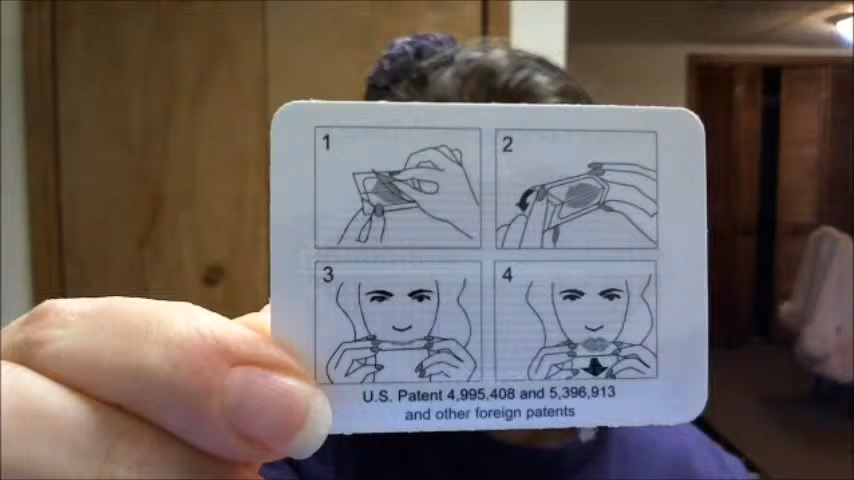 1
2
3
4
U.S. Patent 4,995,408 and 5,396,913
and other foreign patents